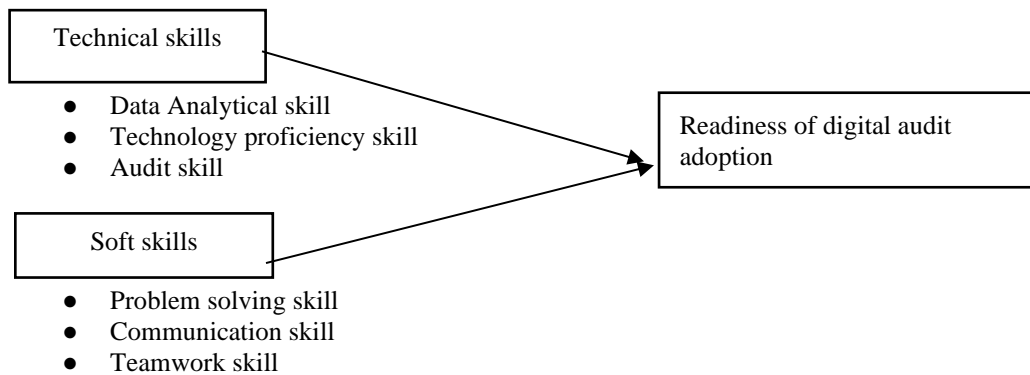 Technical skills
● Data Analytical skill
● Technology proficiency skill
● Audit skill
Readiness of digital audit
adoption
Soft skills
● Problem solving skill
● Communication skill
● Teamwork skill